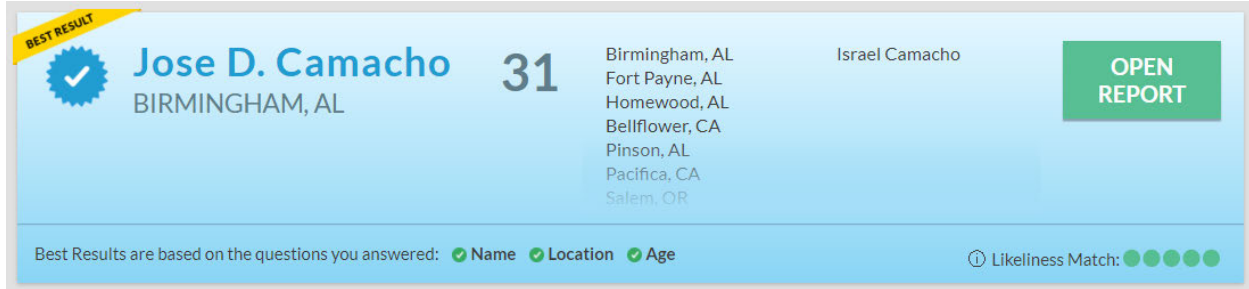 BEST RESULT
Jose D. Camacho
BIRMINGHAM, AL
31
Birmingham, AL
Fort Payne, AL
Homewood, AL
Bellflower, CA
Pinson, AL
Pacifica, CA
Salem, OR
Israel Camacho
OPEN
REPORT
Best Results are based on the questions you answered: Name Location Age
Likeliness Match: